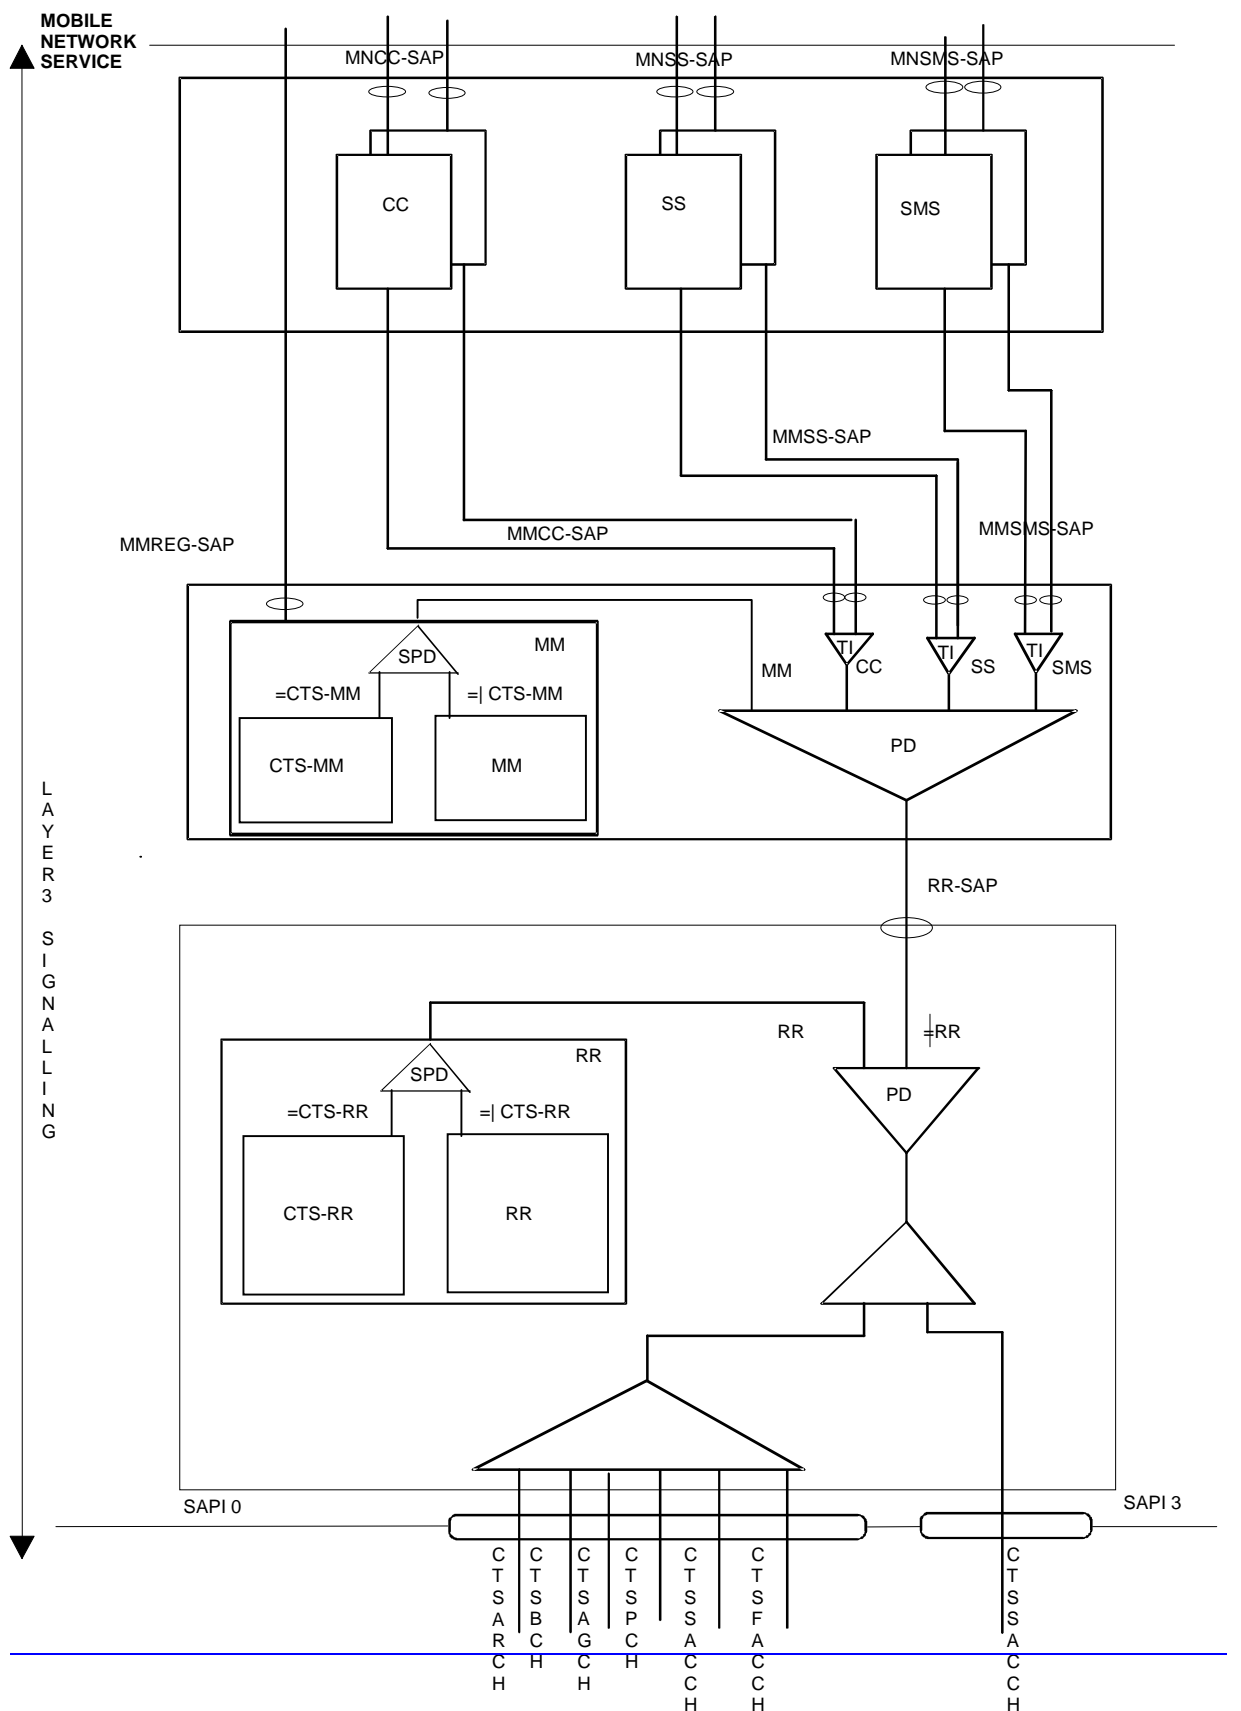 MOBILE
NETWORK
SERVICE
MNCC-SAP
MNSS-SAP
MNSMS-SAP
CC
SS
SMS
MMSS-SAP
MMCC-SAP
MMSMS-SAP
MMREG-SAP
MM
SPD
=CTS-MM
=| CTS-MM
CTS-MM
MM
MM
TI
CC
TI
SS
TI
SMS
PD
LAYER3 SIGNALLING
RR-SAP
RR
=RR
RR
SPD
PD
=CTS-RR
=| CTS-RR
CTS-RR
RR
SAPI 0
SAPI 3
CTSARCH
CTSBCH
CTSAGCH
CTSPCH
CTSSACCH
CTSFACCH
CTSSACCH